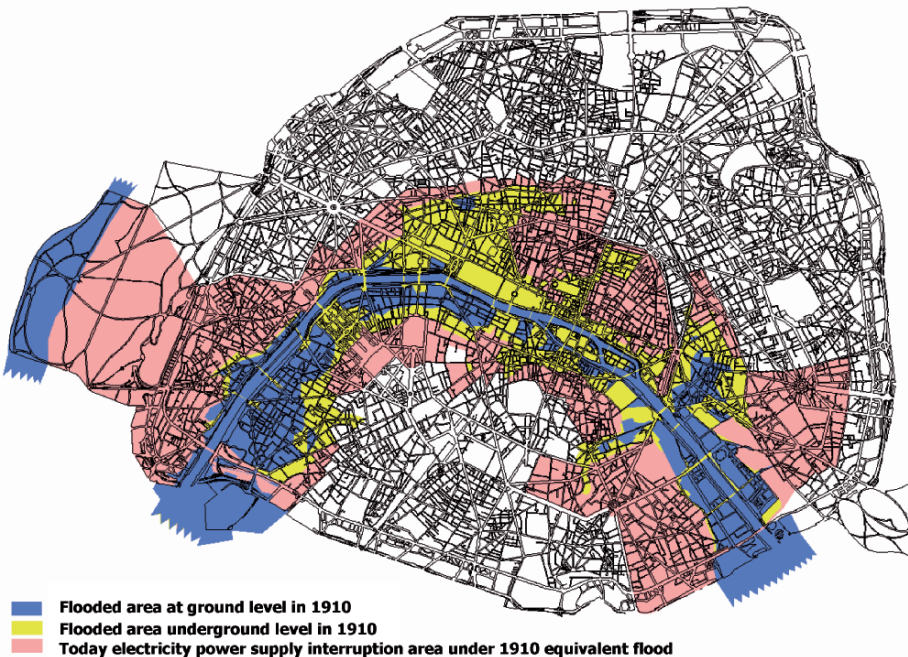 Flooded area at ground level in 1910
Flooded area underground level in 1910
Today electricity power supply interruption area under 1910 equivalent flood